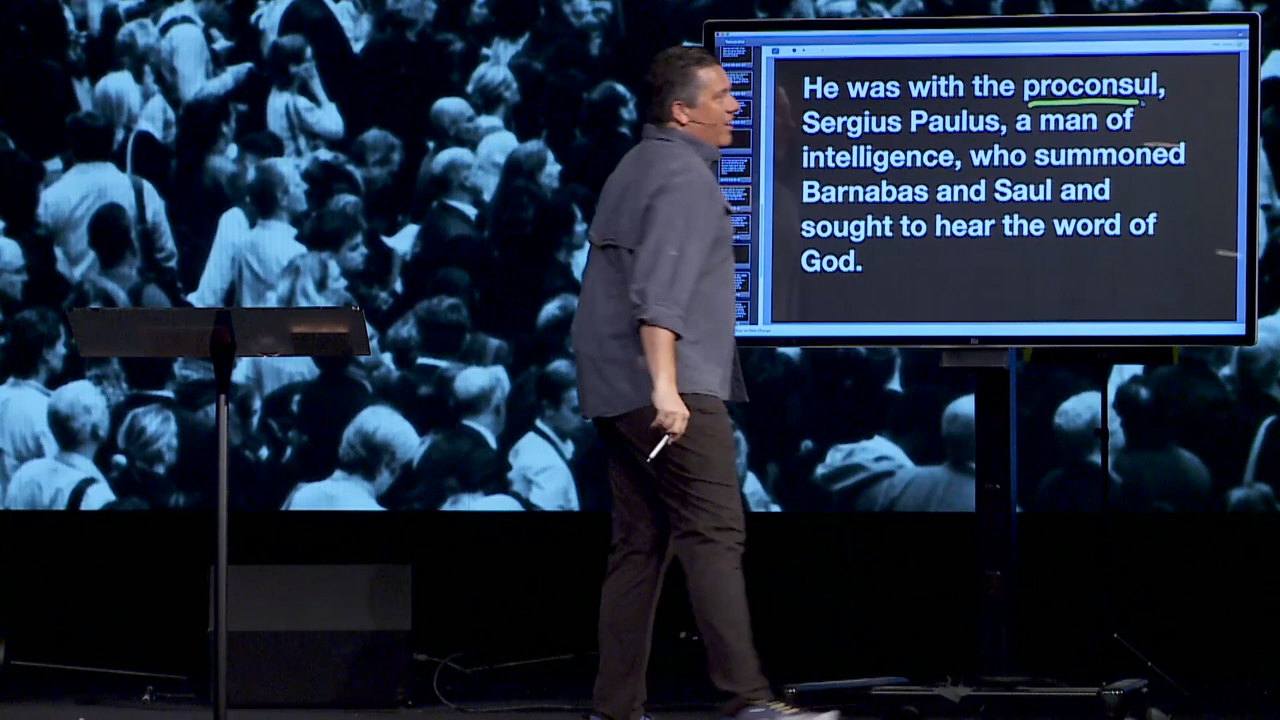 He was with the proconsul,
Sergius Paulus, a man of
intelligence, who summoned
Barnabas and Saul and
sought to hear the word of
God.